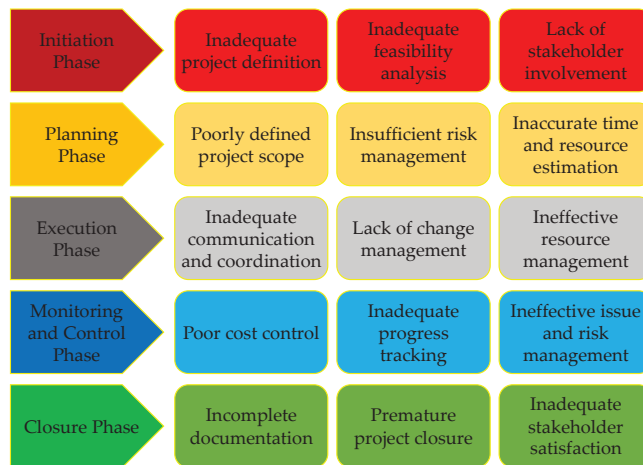 Initiation
Phase
Inadequate
project definition
Inadequate
feasibility
analysis
Lack of
stakeholder
involvement
Planning
Phase
Poorly defined
project scope
Insufficient risk
management
Inaccurate time
and resource
estimation
Execution
Phase
Inadequate
communication
and coordination
Lack of change
management
Ineffective
resource
management
Monitoring
and Control
Phase
Poor cost control
Inadequate
progress
tracking
Ineffective issue
and risk
management
Closure Phase
Incomplete
documentation
Premature
project closure
Inadequate
stakeholder
satisfaction